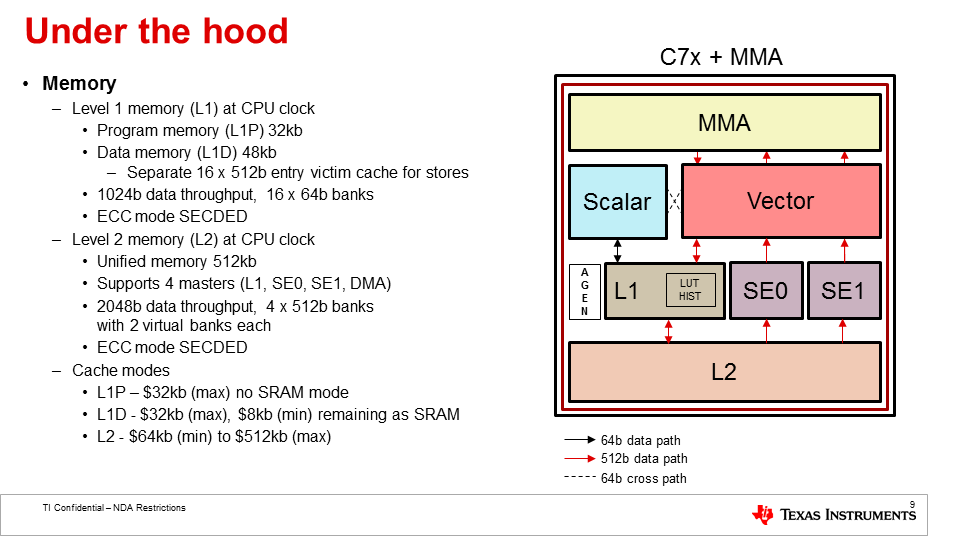 Under the hood
• Memory
– Level 1 memory (L1) at CPU clock
• Program memory (L1P) 32kb
• Data memory (L1D) 48kb
– Separate 16 x 512b entry victim cache for stores
• 1024b data throughput, 16 x 64b banks
• ECC mode SECDED
– Level 2 memory (L2) at CPU clock
• Unified memory 512kb
• Supports 4 masters (L1, SE0, SE1, DMA)
• 2048b data throughput, 4 x 512b banks
with 2 virtual banks each
• ECC mode SECDED
– Cache modes
• L1P – $32kb (max) no SRAM mode
• L1D - $32kb (max), $8kb (min) remaining as SRAM
• L2 - $64kb (min) to $512kb (max)
C7x + MMA
MMA
Scalar
Vector
A
G
E
N
L1
LUT
HIST
SE0
SE1
L2
64b data path
512b data path
64b cross path
TI Confidential – NDA Restrictions
9
TEXAS INSTRUMENTS